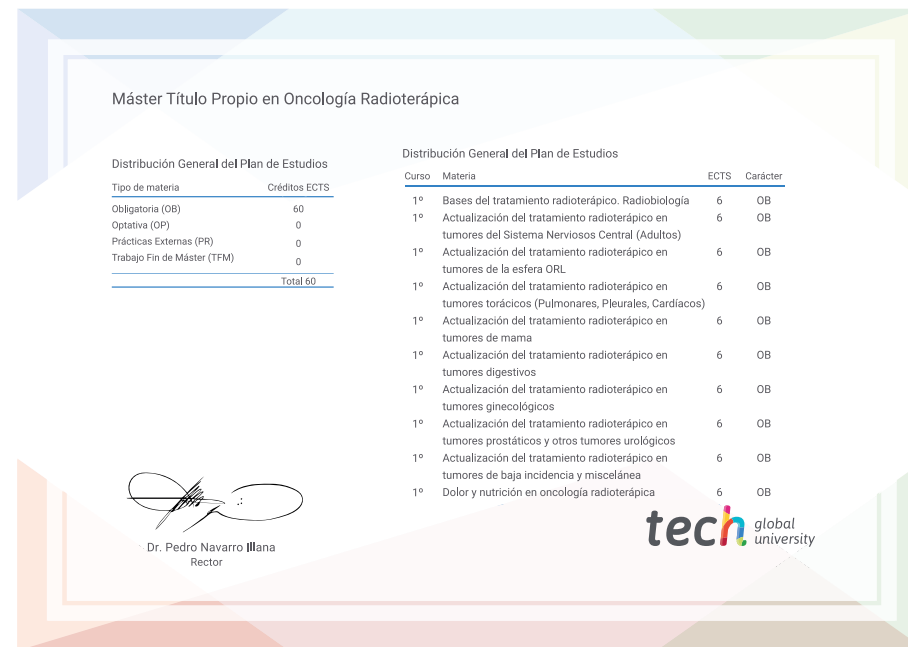 Máster Título Propio en Oncología Radioterápica
Distribución General del Plan de Estudios
Tipo de materia Créditos ECTS
Obligatoria (OB) 60
Optativa (OP) 0
Prácticas Externas (PR) 0
Trabajo Fin de Máster (TFM) 0
Total 60
Distribución General del Plan de Estudios
Curso Materia ECTS Carácter
1º Bases del tratamiento radioterápico. Radiobiología 6 OB
1º Actualización del tratamiento radioterápico en 6 OB
tumores del Sistema Nerviosos Central (Adultos)
1º Actualización del tratamiento radioterápico en 6 OB
tumores de la esfera ORL
1º Actualización del tratamiento radioterápico en 6 OB
tumores torácicos (Pulmonares, Pleurales, Cardíacos)
1º Actualización del tratamiento radioterápico en 6 OB
tumores de mama
1º Actualización del tratamiento radioterápico en 6 OB
tumores digestivos
1º Actualización del tratamiento radioterápico en 6 OB
tumores ginecológicos
1º Actualización del tratamiento radioterápico en 6 OB
tumores prostáticos y otros tumores urológicos
1º Actualización del tratamiento radioterápico en 6 OB
tumores de baja incidencia y miscelánea
1º Dolor y nutrición en oncología radioterápica 6 OB
Dr. Pedro Navarro Illana
Rector
tech global
university